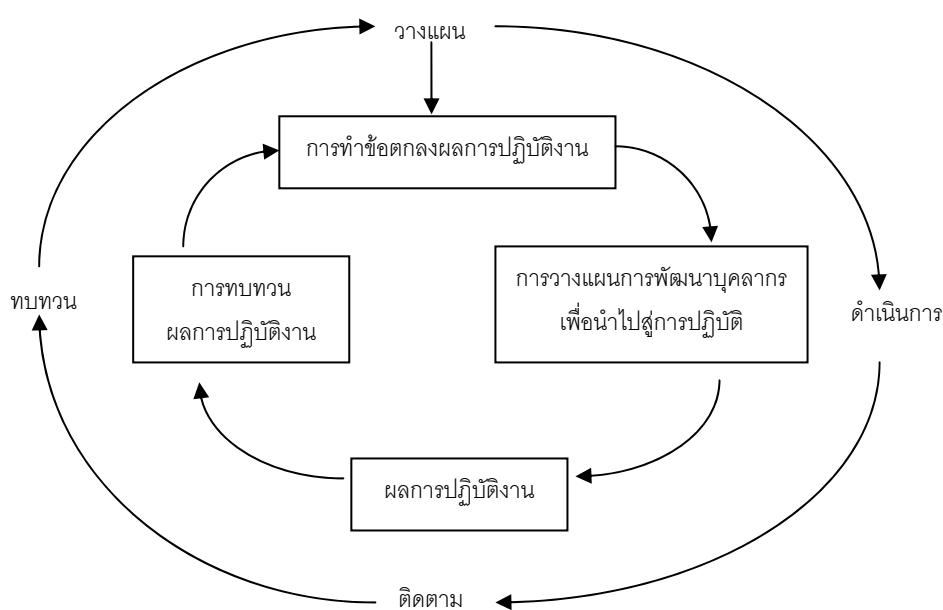 วางแผน
การทำข้อตกลงผลการปฏิบัติงาน
การทบทวน
ผลการปฏิบัติงาน
การวางแผนการพัฒนาบุคลากร
เพื่อนำไปสู่การปฏิบัติ
ทบทวน
ดำเนินการ
ผลการปฏิบัติงาน
ติดตาม